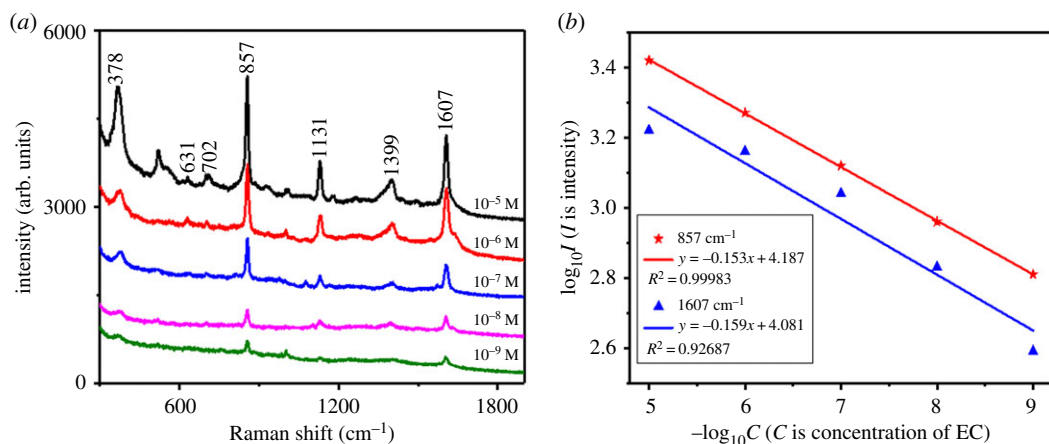 (a)
6000
3000
0
intensity (arb. units)
378
631
702
857
1131
1399
1607
10⁻⁵ M
10⁻⁶ M
10⁻⁷ M
10⁻⁸ M
10⁻⁹ M
600
1200
1800
Raman shift (cm⁻¹)
(b)
3.4
3.2
3.0
2.8
2.6
log₁₀ I (I is intensity)
857 cm⁻¹
y = −0.153x + 4.187
R² = 0.99983
1607 cm⁻¹
y = −0.159x + 4.081
R² = 0.92687
5
6
7
8
9
−log₁₀C (C is concentration of EC)